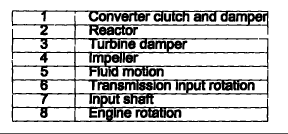 1 Converter clutch and damper
2 Reactor
3 Turbine damper
4 Impeller
5 Fluid motion
6 Transmission input rotation
7 Input shaft
8 Engine rotation